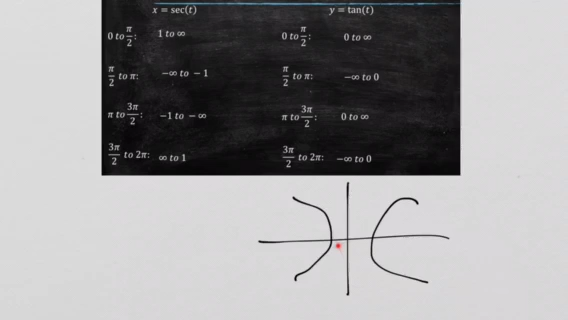 x = sec(t) y = tan(t)
0 to π/2: 1 to ∞ 0 to π/2: 0 to ∞
π/2 to π: −∞ to −1 π/2 to π: −∞ to 0
π to 3π/2: −1 to −∞ π to 3π/2: 0 to ∞
3π/2 to 2π: ∞ to 1 3π/2 to 2π: −∞ to 0